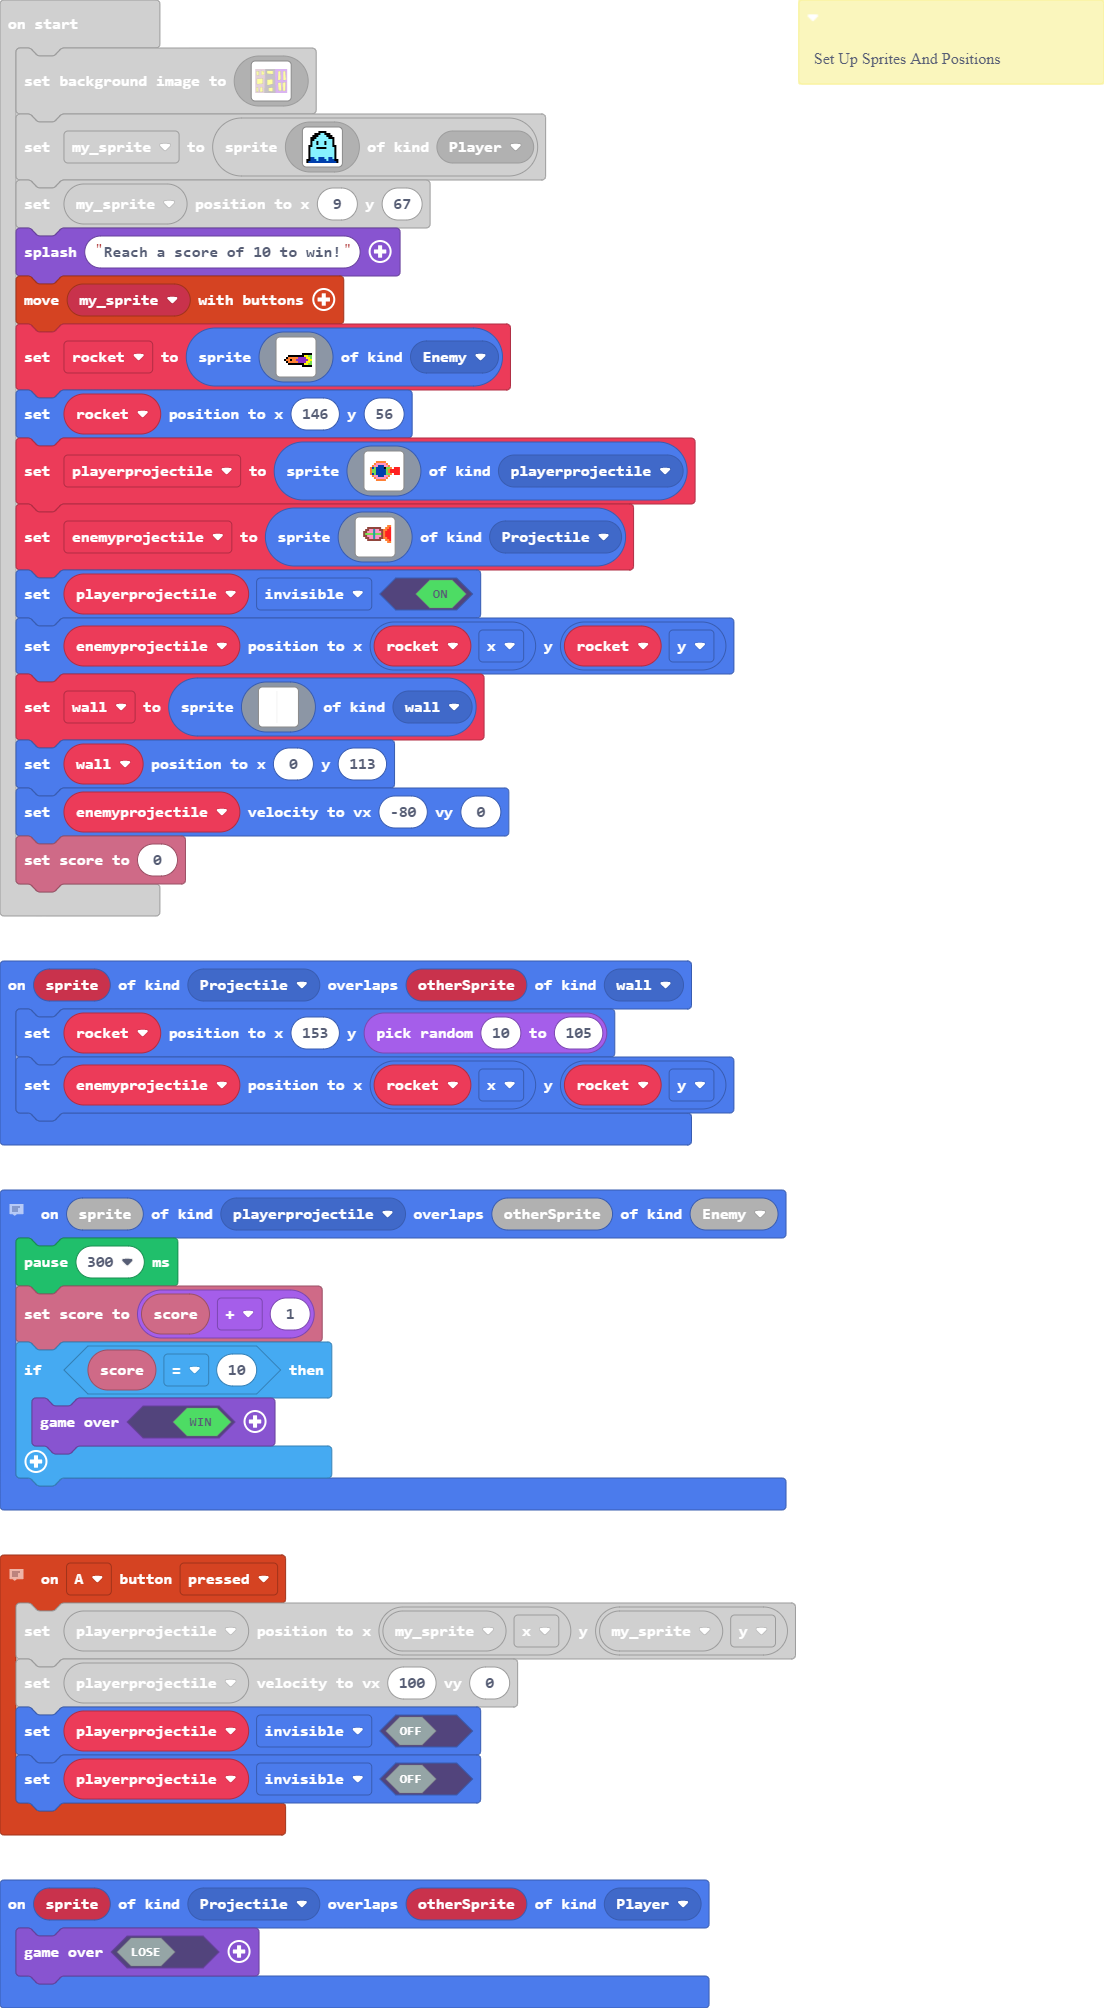 on start
Set Up Sprites And Positions
set background image to
set my_sprite to sprite of kind Player
set my_sprite position to x 9 y 67
splash "Reach a score of 10 to win!"
move my_sprite with buttons
set rocket to sprite of kind Enemy
set rocket position to x 146 y 56
set playerprojectile to sprite of kind playerprojectile
set enemyprojectile to sprite of kind Projectile
set playerprojectile invisible ON
set enemyprojectile position to x rocket x y rocket y
set wall to sprite of kind wall
set wall position to x 0 y 113
set enemyprojectile velocity to vx -80 vy 0
set score to 0
on sprite of kind Projectile overlaps otherSprite of kind wall
set rocket position to x 153 y pick random 10 to 105
set enemyprojectile position to x rocket x y rocket y
on sprite of kind playerprojectile overlaps otherSprite of kind Enemy
pause 300 ms
set score to score + 1
if score = 10 then
game over WIN
on A button pressed
set playerprojectile position to x my_sprite x y my_sprite y
set playerprojectile velocity to vx 100 vy 0
set playerprojectile invisible OFF
set playerprojectile invisible OFF
on sprite of kind Projectile overlaps otherSprite of kind Player
game over LOSE